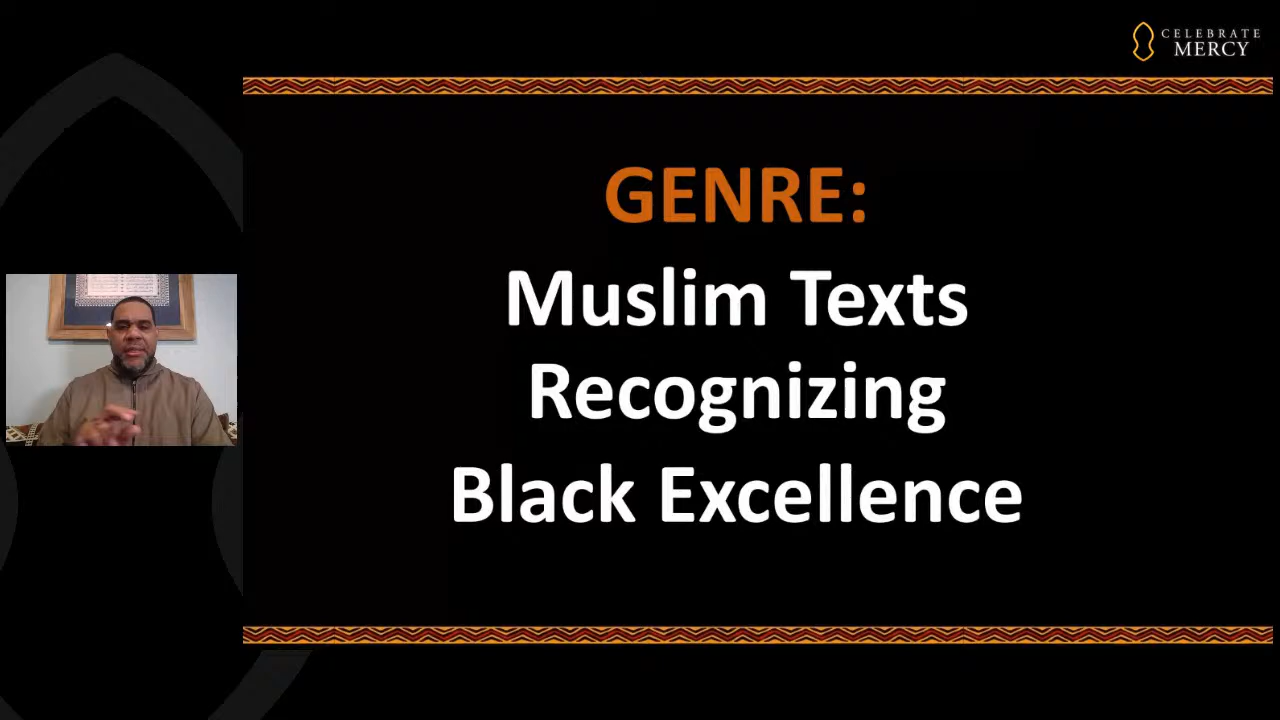 CELEBRATE
MERCY
GENRE:
Muslim Texts
Recognizing
Black Excellence